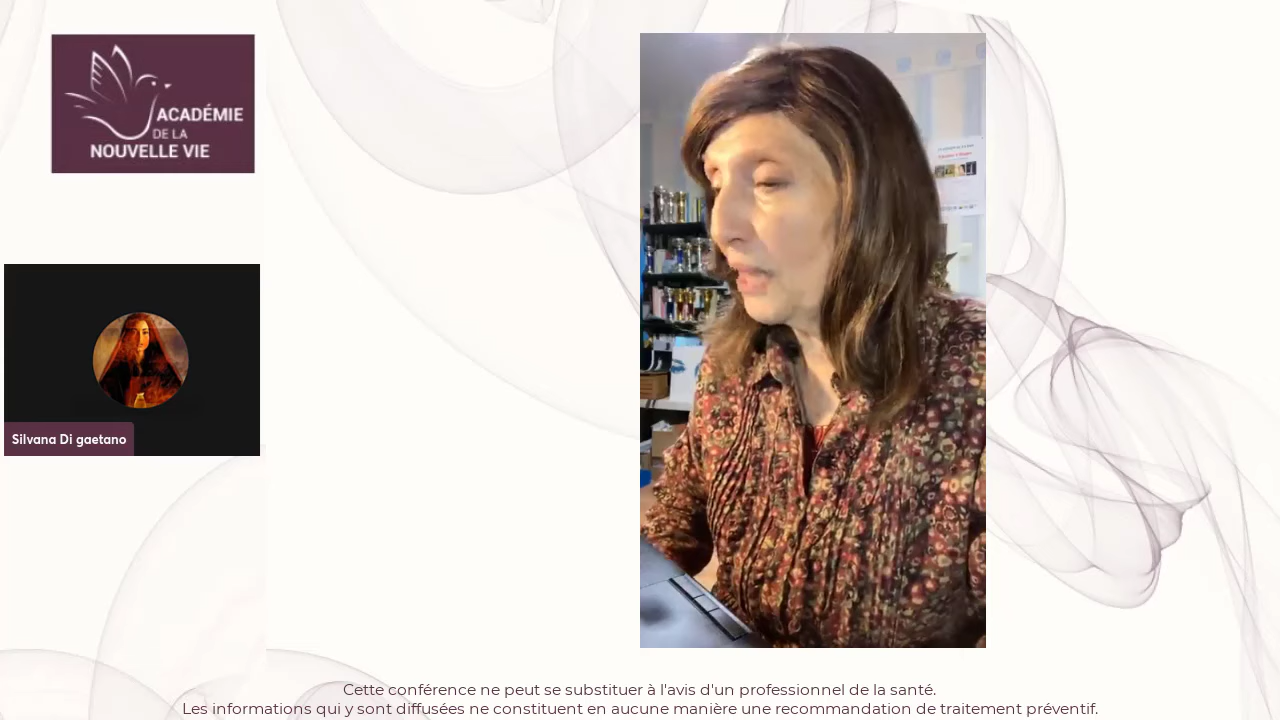 ACADÉMIE
DE LA
NOUVELLE VIE
Silvana Di gaetano
Cette conférence ne peut se substituer à l'avis d'un professionnel de la santé.
Les informations qui y sont diffusées ne constituent en aucune manière une recommandation de traitement préventif.